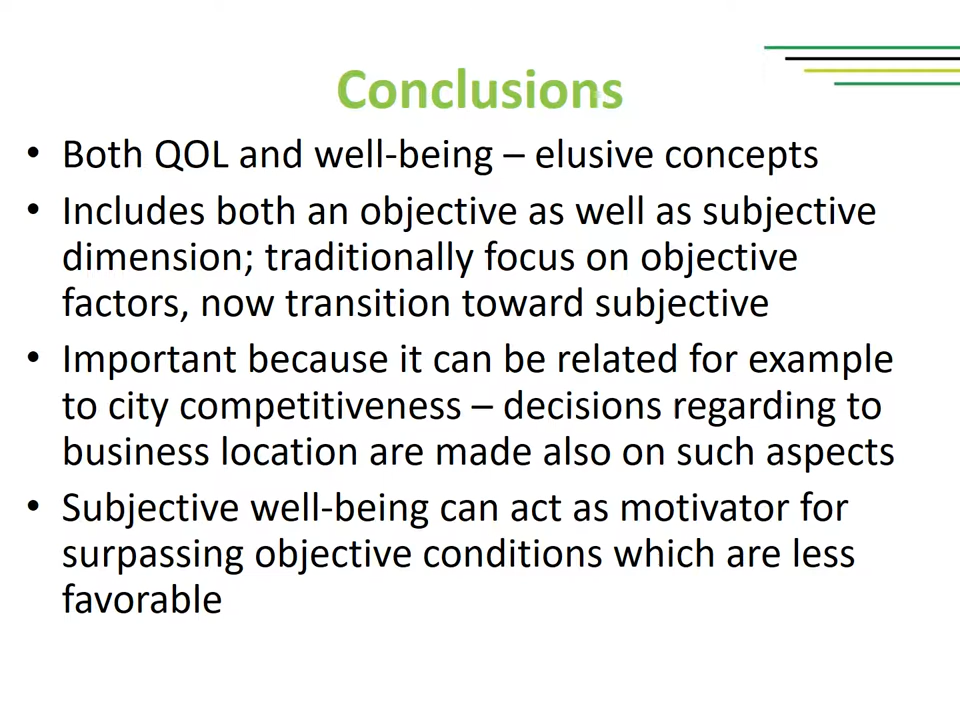 Conclusions
• Both QOL and well-being – elusive concepts
• Includes both an objective as well as subjective
dimension; traditionally focus on objective
factors, now transition toward subjective
• Important because it can be related for example
to city competitiveness – decisions regarding to
business location are made also on such aspects
• Subjective well-being can act as motivator for
surpassing objective conditions which are less
favorable